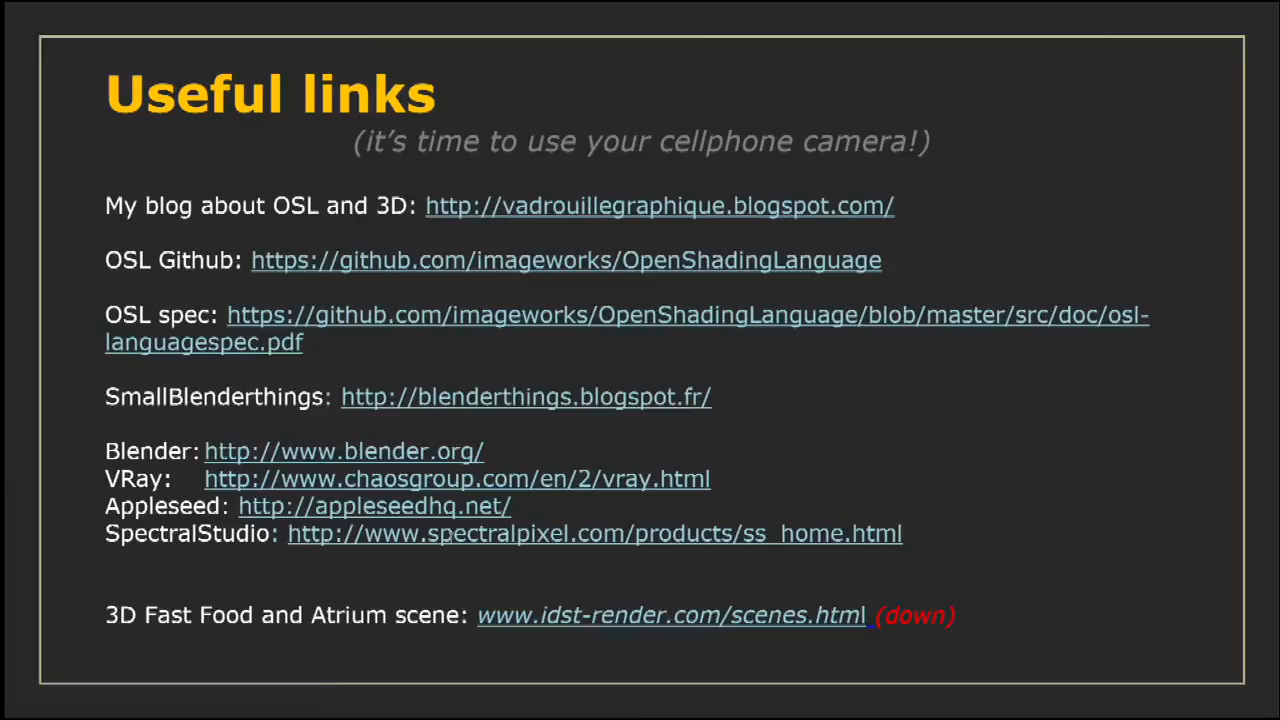 Useful links
(it's time to use your cellphone camera!)
My blog about OSL and 3D: http://vadrouillegraphique.blogspot.com/
OSL Github: https://github.com/imageworks/OpenShadingLanguage
OSL spec: https://github.com/imageworks/OpenShadingLanguage/blob/master/src/doc/osl-
languagespec.pdf
SmallBlenderthings: http://blenderthings.blogspot.fr/
Blender: http://www.blender.org/
VRay: http://www.chaosgroup.com/en/2/vray.html
Appleseed: http://appleseedhq.net/
SpectralStudio: http://www.spectralpixel.com/products/ss_home.html
3D Fast Food and Atrium scene: www.idst-render.com/scenes.html (down)